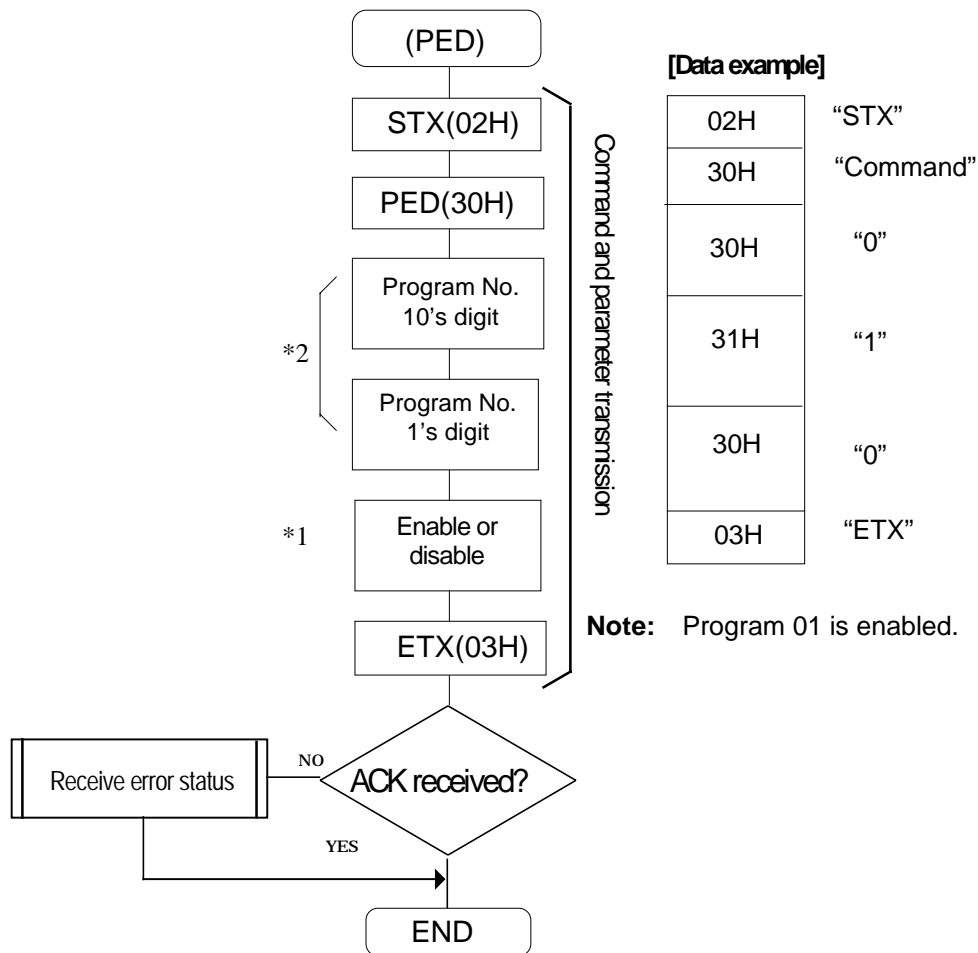 (PED)
STX(02H)
PED(30H)
Program No.
10’s digit
*2
Program No.
1’s digit
*1
Enable or
disable
ETX(03H)
Command and parameter transmission
[Data example]
02H “STX”
30H “Command”
30H “0”
31H “1”
30H “0”
03H “ETX”
Note: Program 01 is enabled.
ACK received?
NO
Receive error status
YES
END